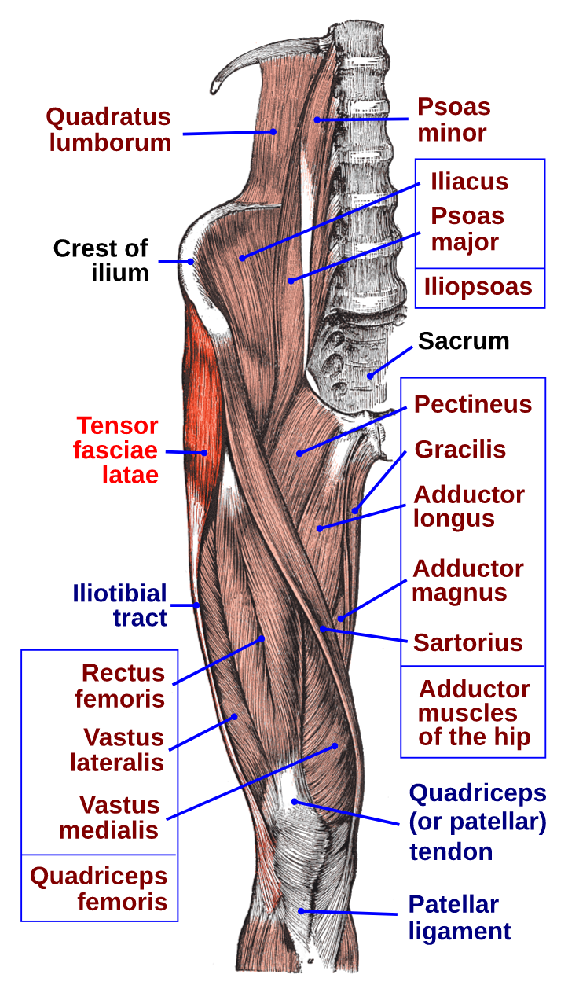 Quadratus
lumborum
Crest of
ilium
Tensor
fasciae
latae
Iliotibial
tract
Rectus
femoris
Vastus
lateralis
Vastus
medialis
Quadriceps
femoris
Psoas
minor
Iliacus
Psoas
major
Iliopsoas
Sacrum
Pectineus
Gracilis
Adductor
longus
Adductor
magnus
Sartorius
Adductor
muscles
of the hip
Quadriceps
(or patellar)
tendon
Patellar
ligament